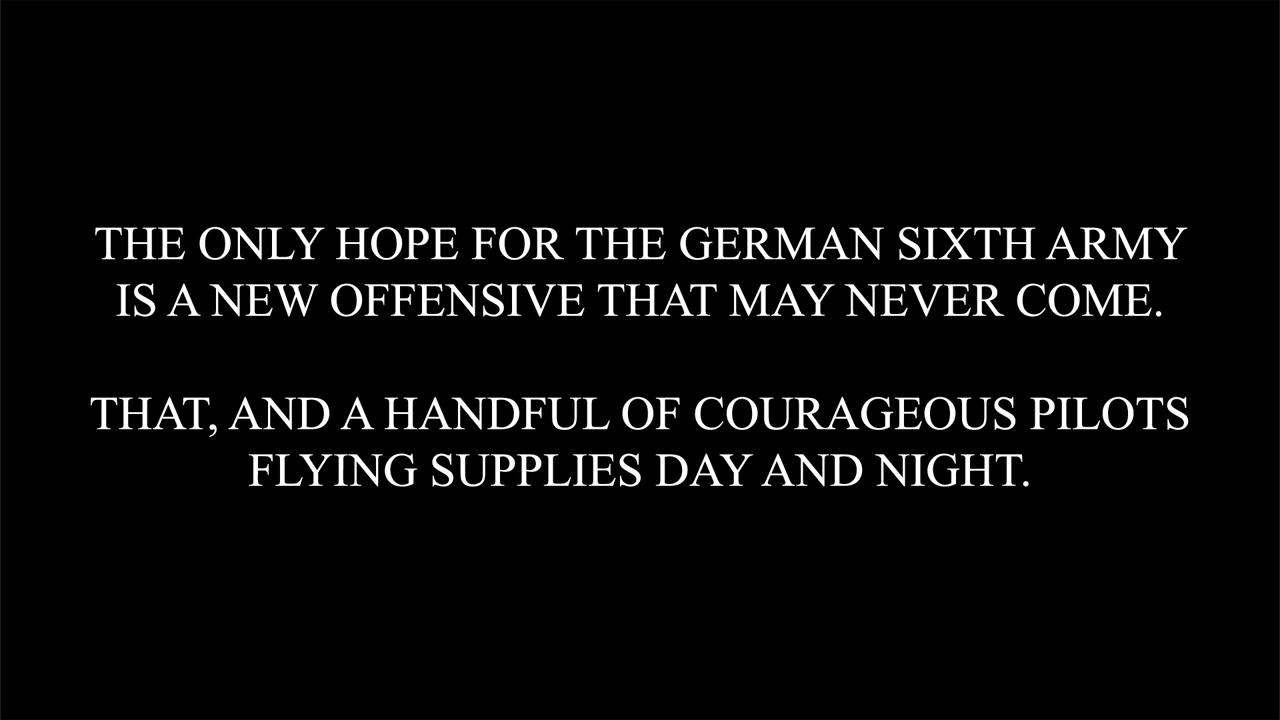 THE ONLY HOPE FOR THE GERMAN SIXTH ARMY
IS A NEW OFFENSIVE THAT MAY NEVER COME.
THAT, AND A HANDFUL OF COURAGEOUS PILOTS
FLYING SUPPLIES DAY AND NIGHT.